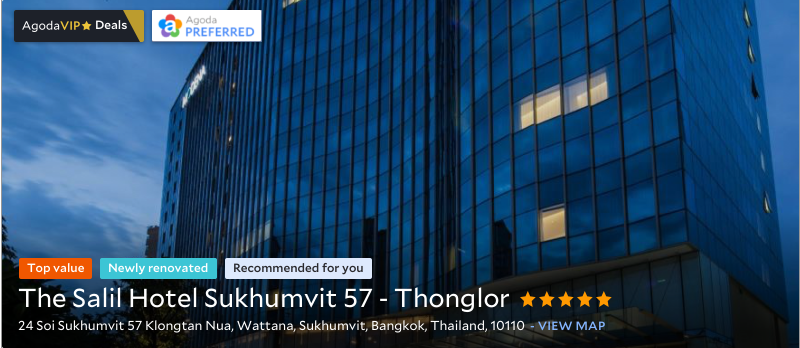 AgodaVIP Deals
Agoda
PREFERRED
Top value
Newly renovated
Recommended for you
The Salil Hotel Sukhumvit 57 - Thonglor
24 Soi Sukhumvit 57 Klongtan Nua, Wattana, Sukhumvit, Bangkok, Thailand, 10110 - VIEW MAP